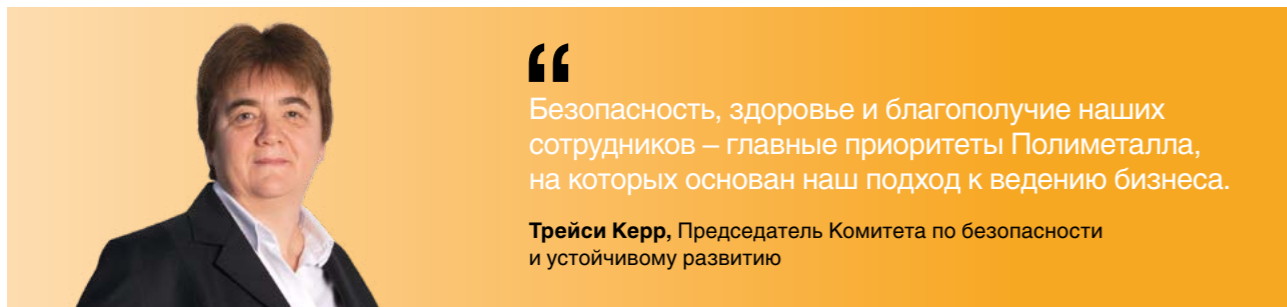 “
Безопасность, здоровье и благополучие наших
сотрудников – главные приоритеты Полиметалла,
на которых основан наш подход к ведению бизнеса.
Трейси Керр, Председатель Комитета по безопасности
и устойчивому развитию